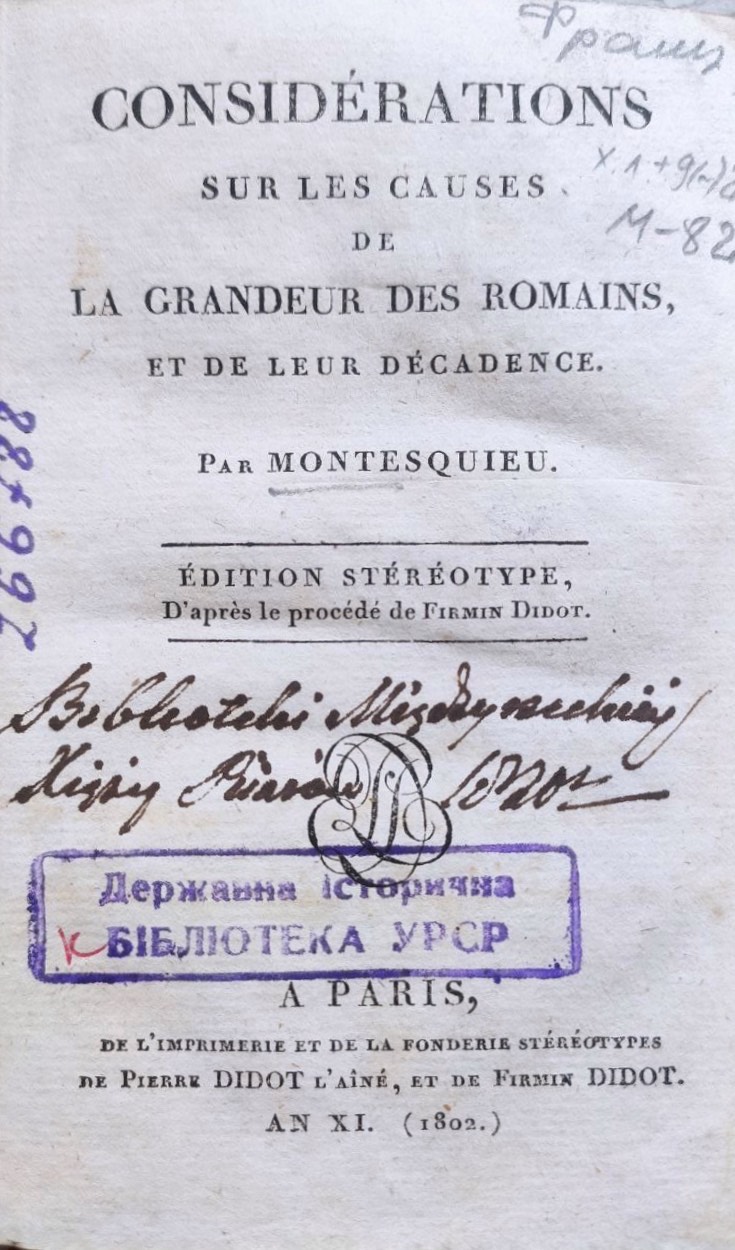 Франц
М-82
CONSIDÉRATIONS
SUR LES CAUSES
DE
LA GRANDEUR DES ROMAINS,
ET DE LEUR DÉCADENCE.
PAR MONTESQUIEU.
ÉDITION STÉRÉOTYPE,
D'après le procédé de FIRMIN DIDOT.
Державна Історична
БІБЛІОТЕКА УРСР
A PARIS,
DE L'IMPRIMERIE ET DE LA FONDERIE STÉRÉOTYPES
DE PIERRE DIDOT L'AÎNÉ, ET DE FIRMIN DIDOT.
AN XI. (1802.)